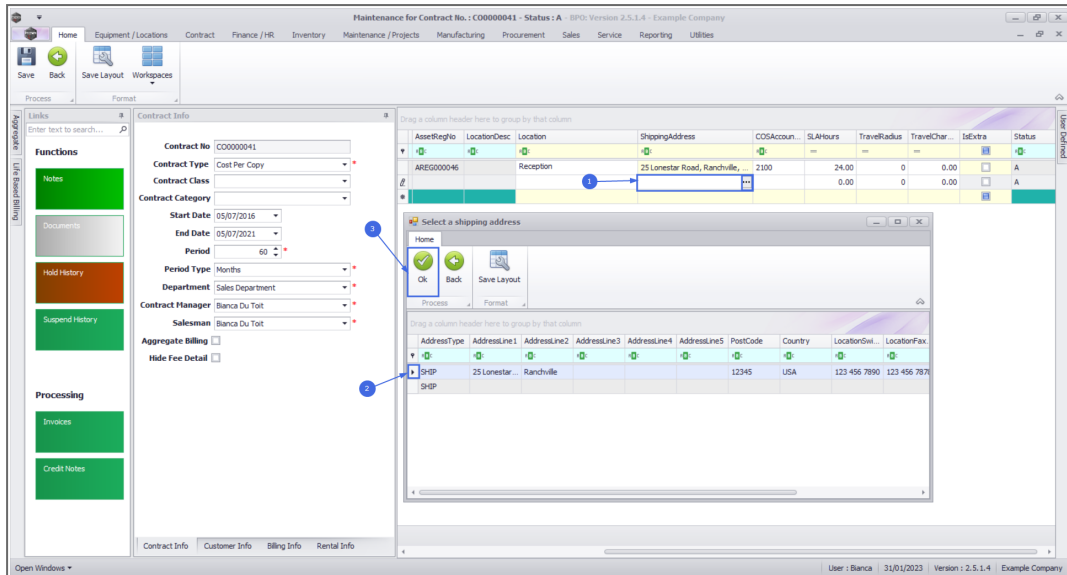 Maintenance for Contract No. : CO0000041 - Status : A - BPO: Version 2.5.1.4 - Example Company
Home Equipment / Locations Contract Finance / HR Inventory Maintenance / Projects Manufacturing Procurement Sales Service Reporting Utilities
Save Back Save Layout Workspaces
Process Format
Aggregate
Life Based Billing
Links
Enter text to search...
Functions
Notes
Documents
Hold History
Suspend History
Processing
Invoices
Credit Notes
Contract Info
Contract No CO0000041
Contract Type Cost Per Copy *
Contract Class
Contract Category
Start Date 05/07/2016
End Date 05/07/2021
Period 60 *
Period Type Months *
Department Sales Department *
Contract Manager Bianca Du Toit *
Salesman Bianca Du Toit *
Aggregate Billing
Hide Fee Detail
Contract Info Customer Info Billing Info Rental Info
Drag a column header here to group by that column
AssetRegNo LocationDesc Location ShippingAddress COSAccoun... SLAHours TravelRadius TravelChar... IsExtra Status
AREG000046 Reception 25 Lonestar Road, Ranchville, ... 2100 24.00 0 0.00 A
1 ... 0.00 0 0.00 A
User Defined
Select a shipping address
3
Home
Ok Back Save Layout
Process Format
Drag a column header here to group by that column
AddressType AddressLine1 AddressLine2 AddressLine3 AddressLine4 AddressLine5 PostCode Country LocationSwi... LocationFax.
SHIP 25 Lonestar... Ranchville 12345 USA 123 456 7890 123 456 787
2
SHIP
Open Windows User : Bianca 31/01/2023 Version : 2.5.1.4 Example Company